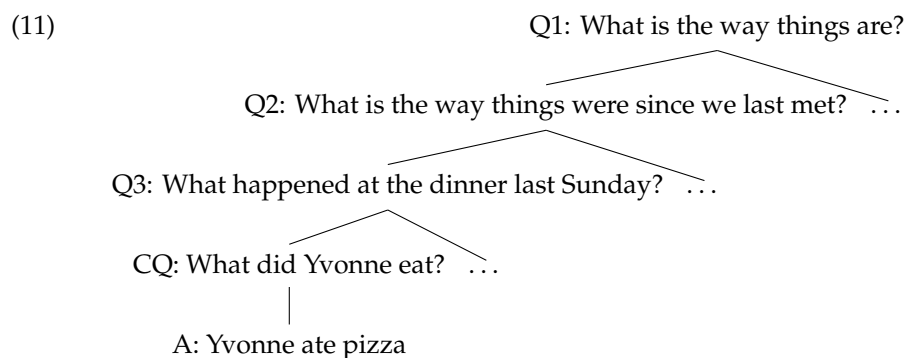 (11) Q1: What is the way things are?
Q2: What is the way things were since we last met? ...
Q3: What happened at the dinner last Sunday? ...
CQ: What did Yvonne eat? ...
A: Yvonne ate pizza